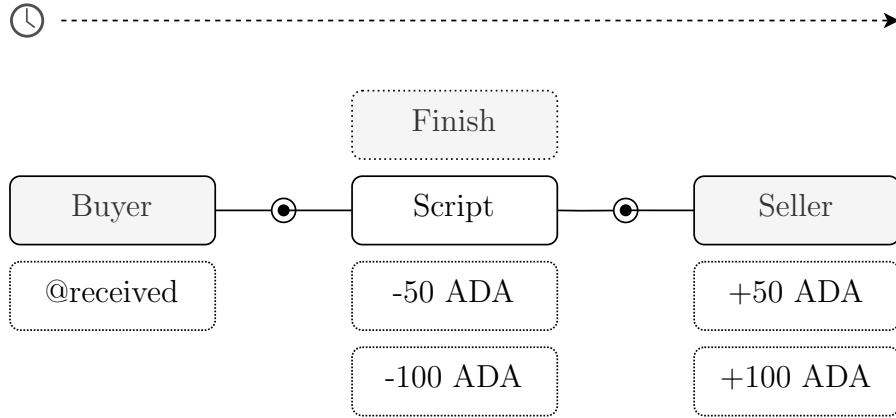 Finish
Buyer
Script
Seller
@received
-50 ADA
+50 ADA
-100 ADA
+100 ADA